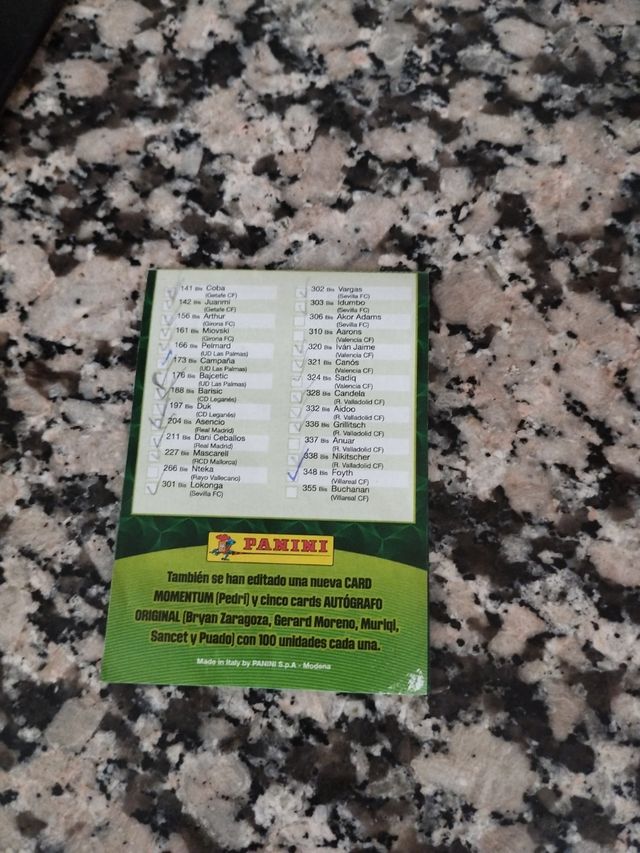 141 Bis Coba
(Getafe CF)
142 Bis Juanmi
(Getafe CF)
156 Bis Arthur
(Girona FC)
161 Bis Miovski
(Girona FC)
166 Bis Pelmard
(UD Las Palmas)
173 Bis Campaña
(UD Las Palmas)
176 Bis Bajcetic
(UD Las Palmas)
188 Bis Barisic
(CD Leganés)
197 Bis Duk
(CD Leganés)
204 Bis Asencio
(Real Madrid)
211 Bis Dani Ceballos
(Real Madrid)
227 Bis Mascarell
(RCD Mallorca)
266 Bis Nteka
(Rayo Vallecano)
301 Bis Lokonga
(Sevilla FC)
302 Bis Vargas
(Sevilla FC)
303 Bis Idumbo
(Sevilla FC)
306 Bis Akor Adams
(Sevilla FC)
310 Bis Aarons
(Valencia CF)
320 Bis Iván Jaime
(Valencia CF)
321 Bis Canós
(Valencia CF)
324 Bis Sadiq
(Valencia CF)
328 Bis Candela
(R. Valladolid CF)
332 Bis Aidoo
(R. Valladolid CF)
336 Bis Grillitsch
(R. Valladolid CF)
337 Bis Anuar
(R. Valladolid CF)
338 Bis Nikitscher
(R. Valladolid CF)
348 Bis Foyth
(Villareal CF)
355 Bis Buchanan
(Villareal CF)
PANINI
También se han editado una nueva CARD
MOMENTUM (Pedri) y cinco cards AUTÓGRAFO
ORIGINAL (Bryan Zaragoza, Gerard Moreno, Muriqi,
Sancet y Puado) con 100 unidades cada una.
Made in Italy by PANINI S.p.A - Modena